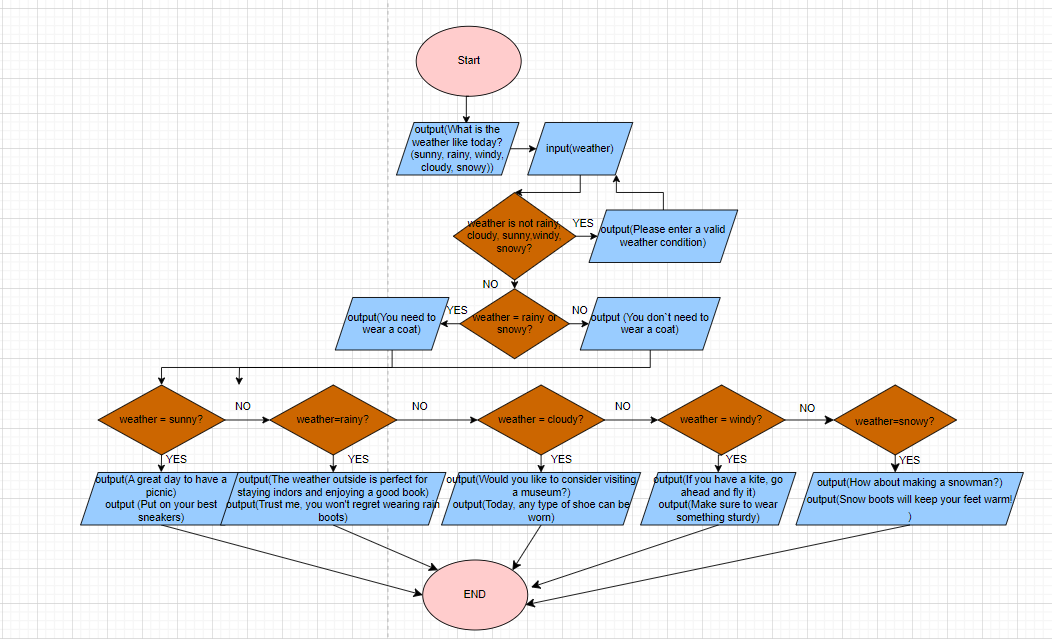 Start
output(What is the
weather like today?
(sunny, rainy, windy,
cloudy, snowy))
input(weather)
weather is not rainy,
cloudy, sunny,windy,
snowy?
YES
output(Please enter a valid
weather condition)
NO
output(You need to
wear a coat)
YES
weather = rainy or
snowy?
NO
output (You don`t need to
wear a coat)
weather = sunny?
NO
weather=rainy?
NO
weather = cloudy?
NO
weather = windy?
NO
weather=snowy?
YES
YES
YES
YES
YES
output(A great day to have a
picnic)
output (Put on your best
sneakers)
output(The weather outside is perfect for
staying indors and enjoying a good book)
output(Trust me, you won't regret wearing rain
boots)
output(Would you like to consider visiting
a museum?)
output(Today, any type of shoe can be
worn)
output(If you have a kite, go
ahead and fly it)
output(Make sure to wear
something sturdy)
output(How about making a snowman?)
output(Snow boots will keep your feet warm!
)
END